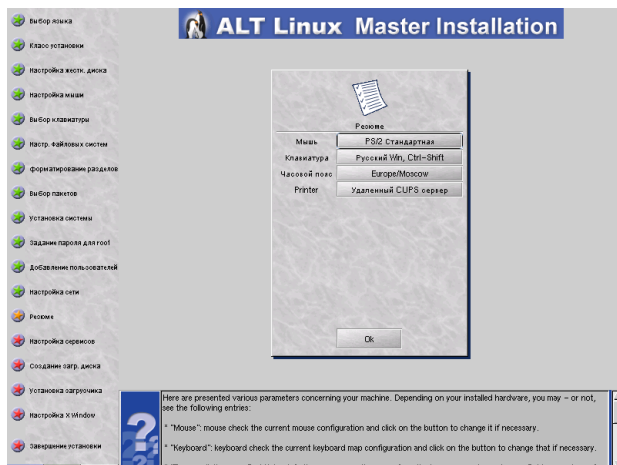 ALT Linux Master Installation
Выбор языка
Класс установки
Настройка жестк. диска
Настройка мыши
Выбор клавиатуры
Настр. Файловых систем
форматирование разделов
Выбор пакетов
Установка системы
Задание пароля для root
Добавление пользователей
Настройка сети
Резюме
Настройка сервисов
Создание загр. диска
Установка загрузчика
Настройка X Window
Завершение установки
Резюме
Мышь PS/2 Стандартная
Клавиатура Русский Win, Ctrl-Shift
Часовой пояс Europe/Moscow
Printer Удаленный CUPS сервер
Ok
Here are presented various parameters concerning your machine. Depending on your installed hardware, you may - or not,
see the following entries:
* "Mouse": mouse check the current mouse configuration and click on the button to change it if necessary.
* "Keyboard": keyboard check the current keyboard map configuration and click on the button to change that if necessary.